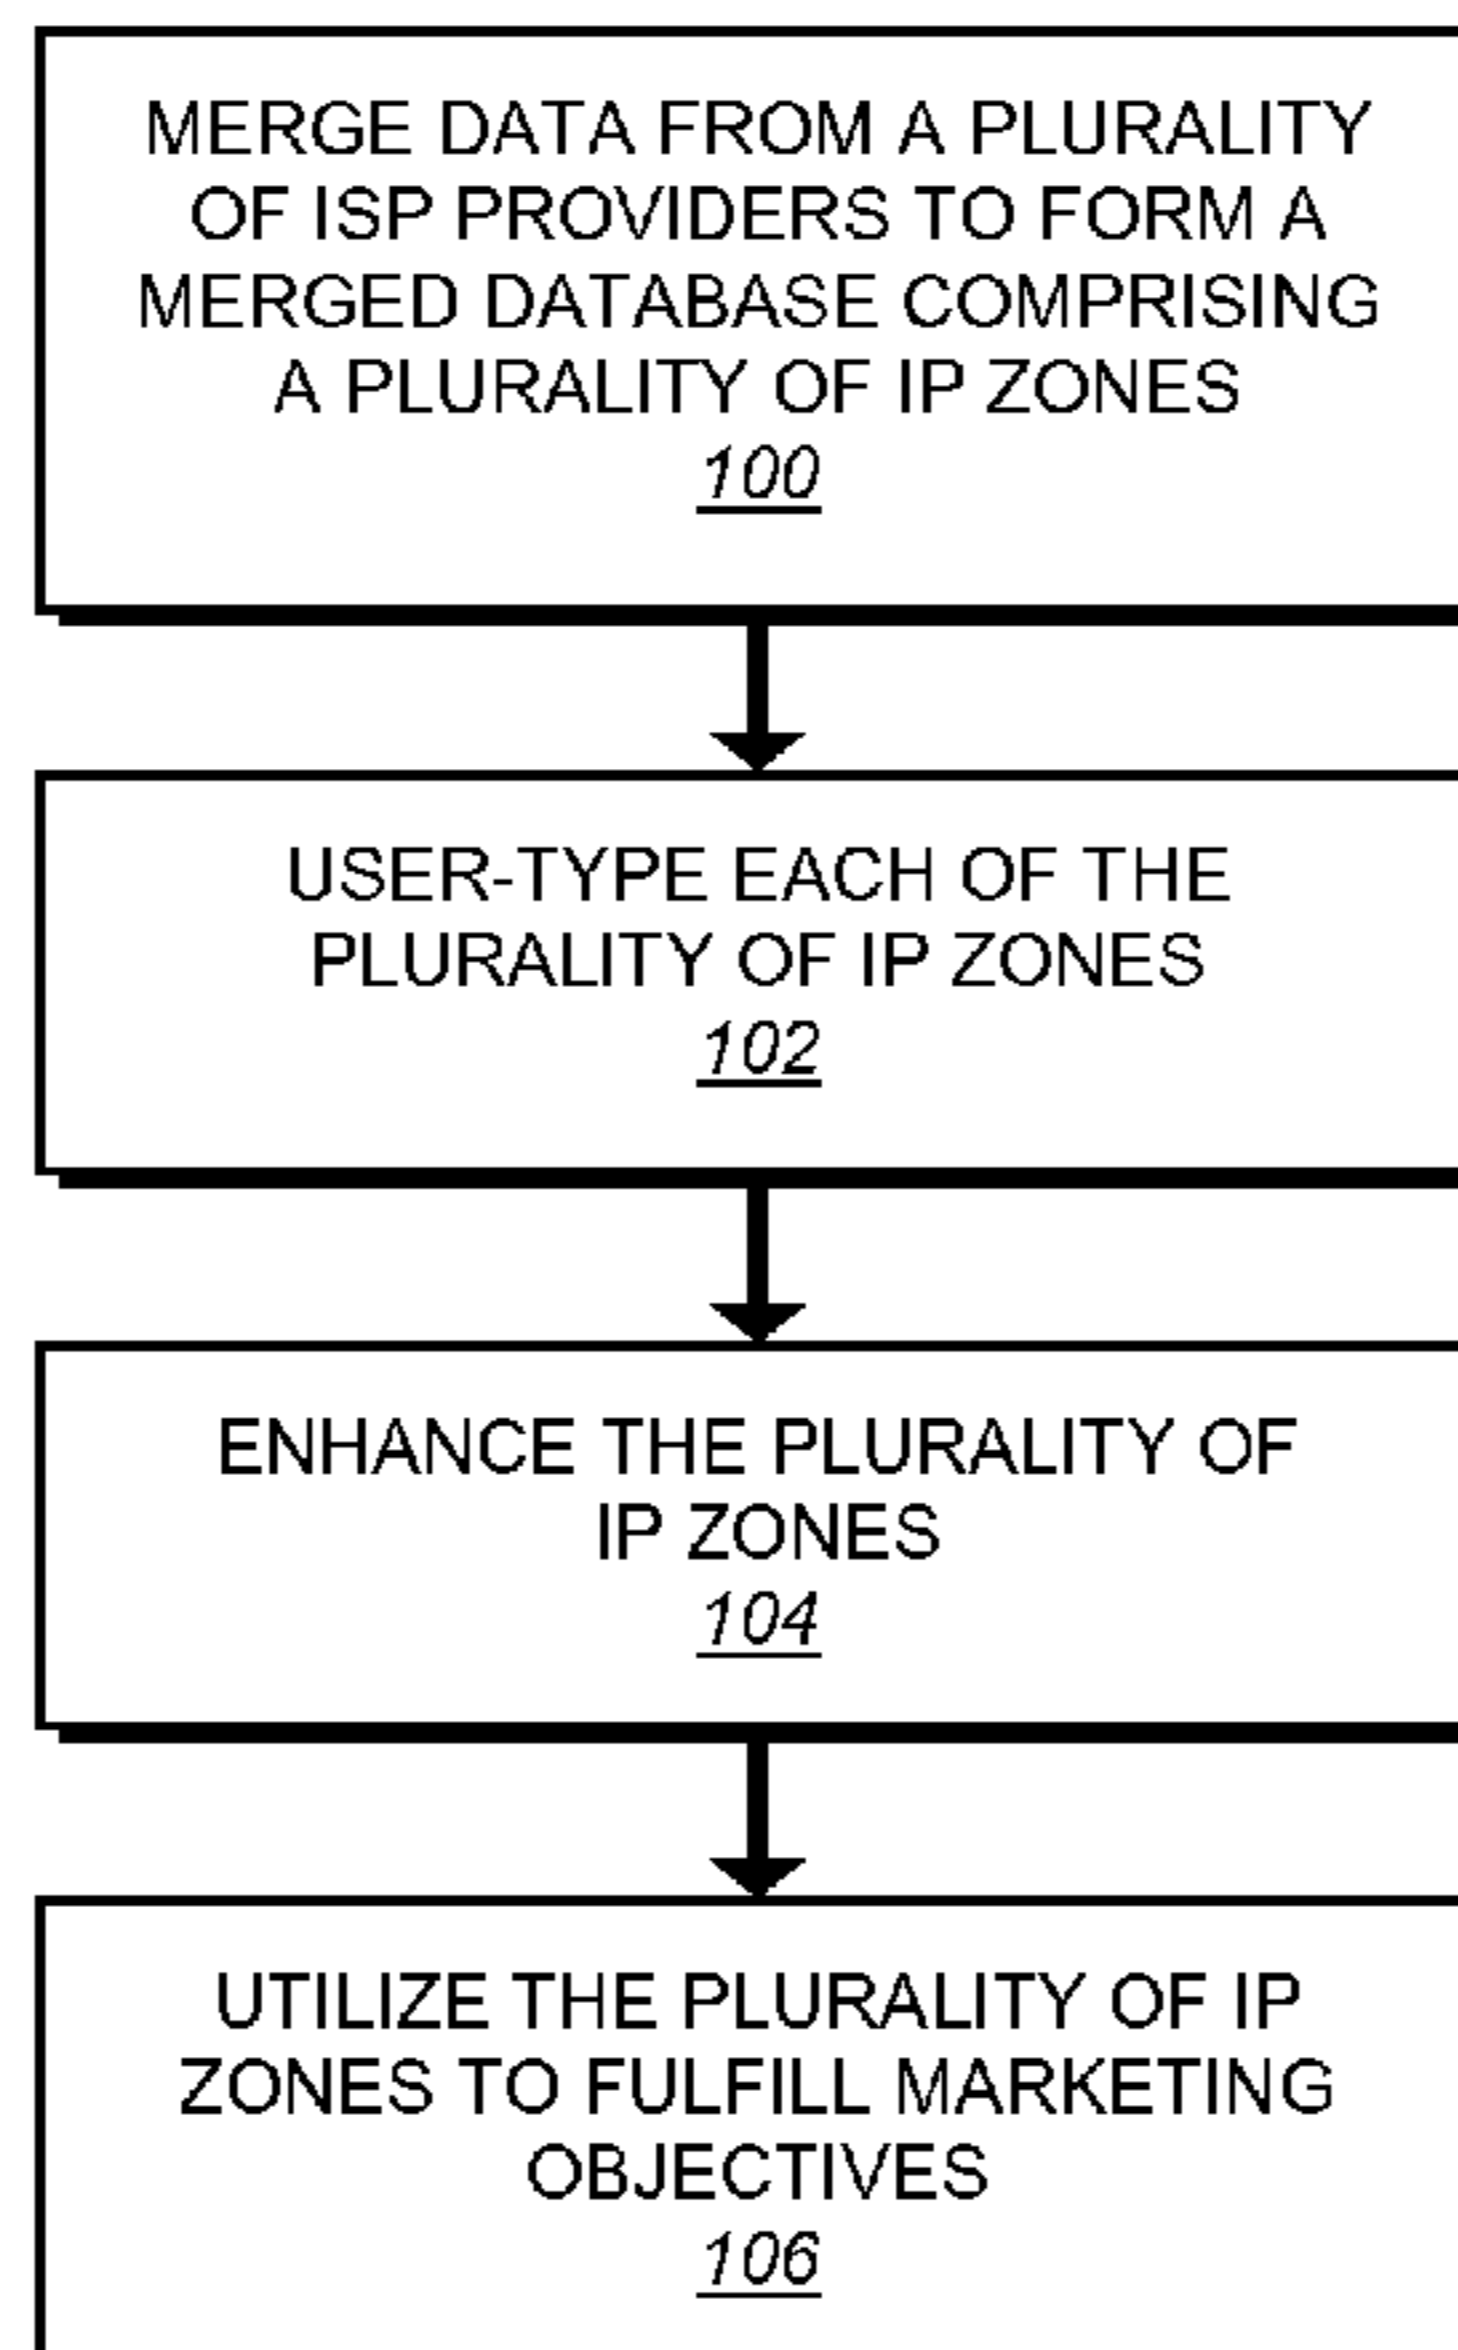 MERGE DATA FROM A PLURALITY
OF ISP PROVIDERS TO FORM A
MERGED DATABASE COMPRISING
A PLURALITY OF IP ZONES
100
USER-TYPE EACH OF THE
PLURALITY OF IP ZONES
102
ENHANCE THE PLURALITY OF
IP ZONES
104
UTILIZE THE PLURALITY OF IP
ZONES TO FULFILL MARKETING
OBJECTIVES
106